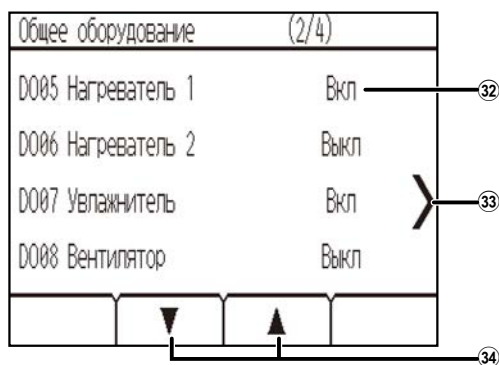 Общее оборудование (2/4)
DO05 Нагреватель 1 Вкл
32
DO06 Нагреватель 2 Выкл
DO07 Увлажнитель Вкл
33
DO08 Вентилятор Выкл
34